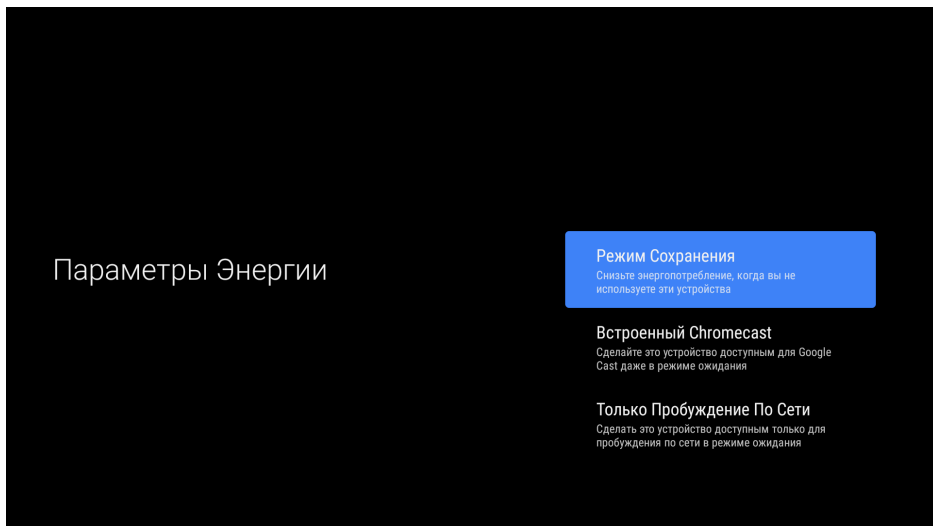 Параметры Энергии
Режим Сохранения
Снизьте энергопотребление, когда вы не
используете эти устройства
Встроенный Chromecast
Сделайте это устройство доступным для Google
Cast даже в режиме ожидания
Только Пробуждение По Сети
Сделать это устройство доступным только для
пробуждения по сети в режиме ожидания